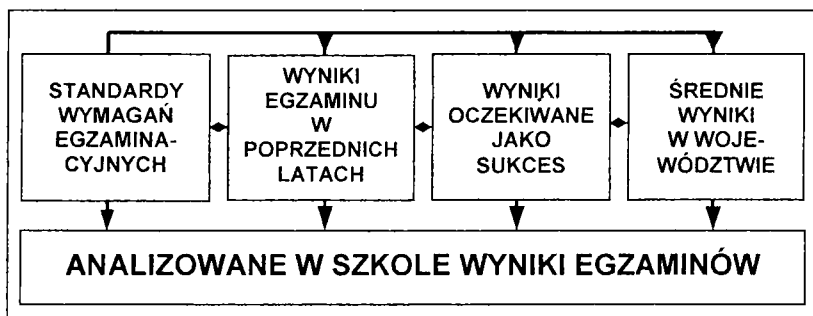 STANDARDY
WYMAGAŃ
EGZAMINA-
CYJNYCH
WYNIKI
EGZAMINU
W
POPRZEDNICH
LATACH
WYNIKI
OCZEKIWANE
JAKO
SUKCES
ŚREDNIE
WYNIKI
W WOJE-
WÓDZTWIE
ANALIZOWANE W SZKOLE WYNIKI EGZAMINÓW